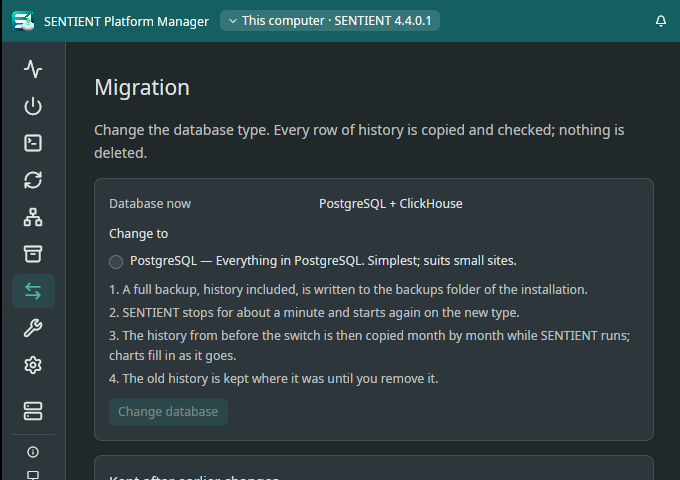 SENTIENT Platform Manager
This computer · SENTIENT 4.4.0.1
Migration
Change the database type. Every row of history is copied and checked; nothing is
deleted.
Database now
PostgreSQL + ClickHouse
Change to
PostgreSQL — Everything in PostgreSQL. Simplest; suits small sites.
1. A full backup, history included, is written to the backups folder of the installation.
2. SENTIENT stops for about a minute and starts again on the new type.
3. The history from before the switch is then copied month by month while SENTIENT runs;
charts fill in as it goes.
4. The old history is kept where it was until you remove it.
Change database
Kept after earlier changes